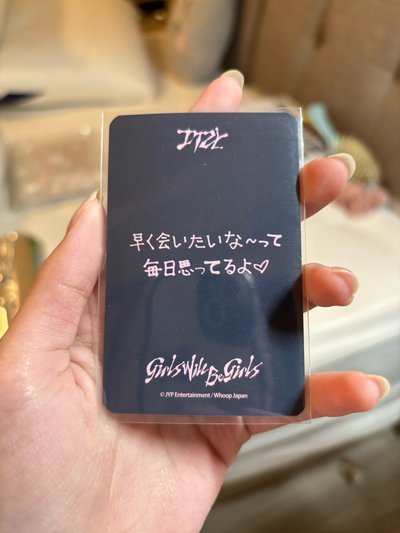 ITZY
早く会いたいな〜って
毎日思ってるよ♡
Girls Will Be Girls
© JYP Entertainment / Whoop Japan